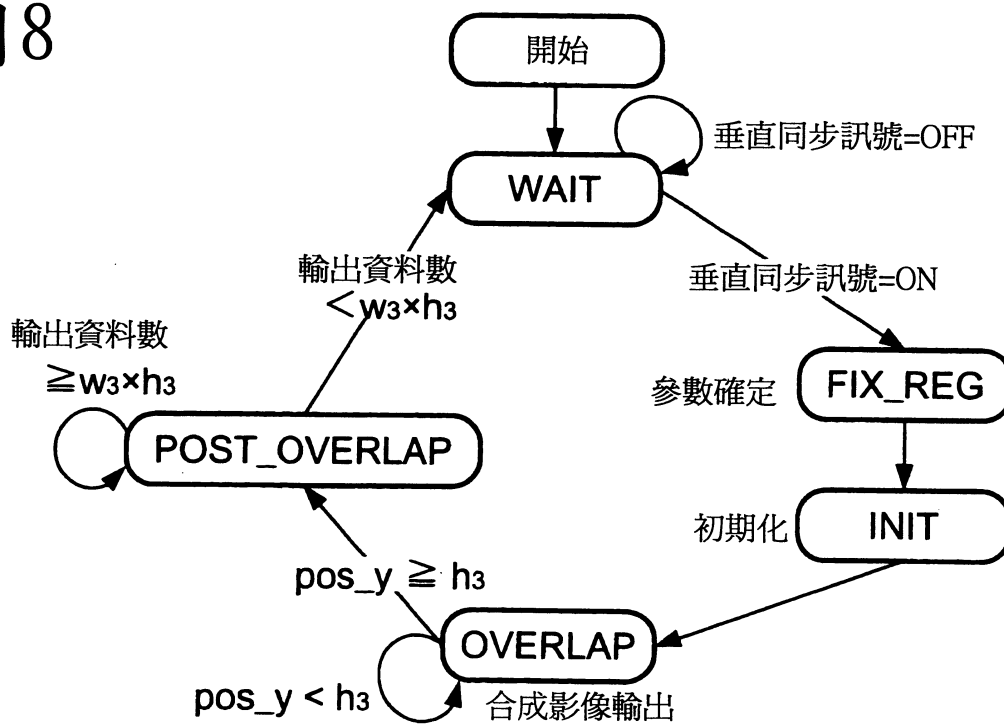 8
開始
垂直同步訊號=OFF
WAIT
輸出資料數
<w3×h3
垂直同步訊號=ON
輸出資料數
≧w3×h3
參數確定
FIX_REG
POST_OVERLAP
初期化
INIT
pos_y ≧ h3
OVERLAP
pos_y < h3
合成影像輸出